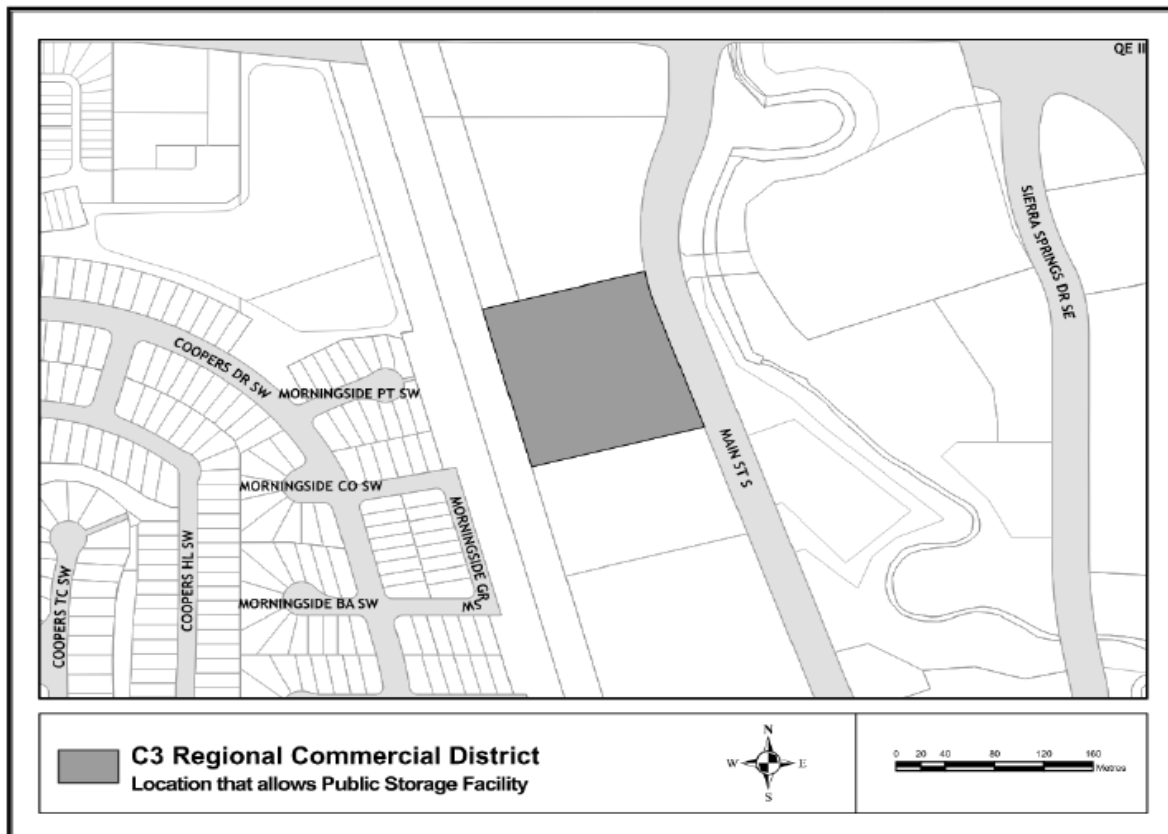 QE II
SIERRA SPRINGS DR SE
COOPERS DR SW
MORNINGSIDE PT SW
MAIN ST S
MORNINGSIDE CO SW
MORNINGSIDE GR
SW
COOPERS HL SW
COOPERS TC SW
MORNINGSIDE BA SW
C3 Regional Commercial District
Location that allows Public Storage Facility
N
W E
S
0 20 40 80 120 160
Metres